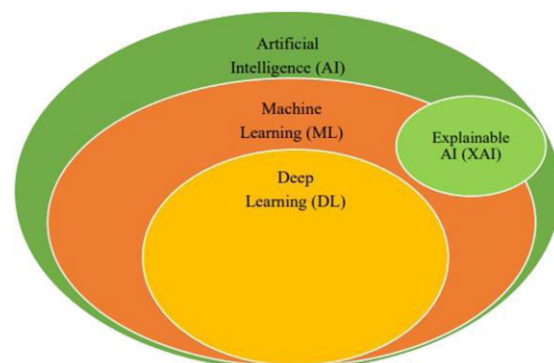 Artificial
Intelligence (AI)
Machine
Learning (ML)
Explainable
AI (XAI)
Deep
Learning (DL)